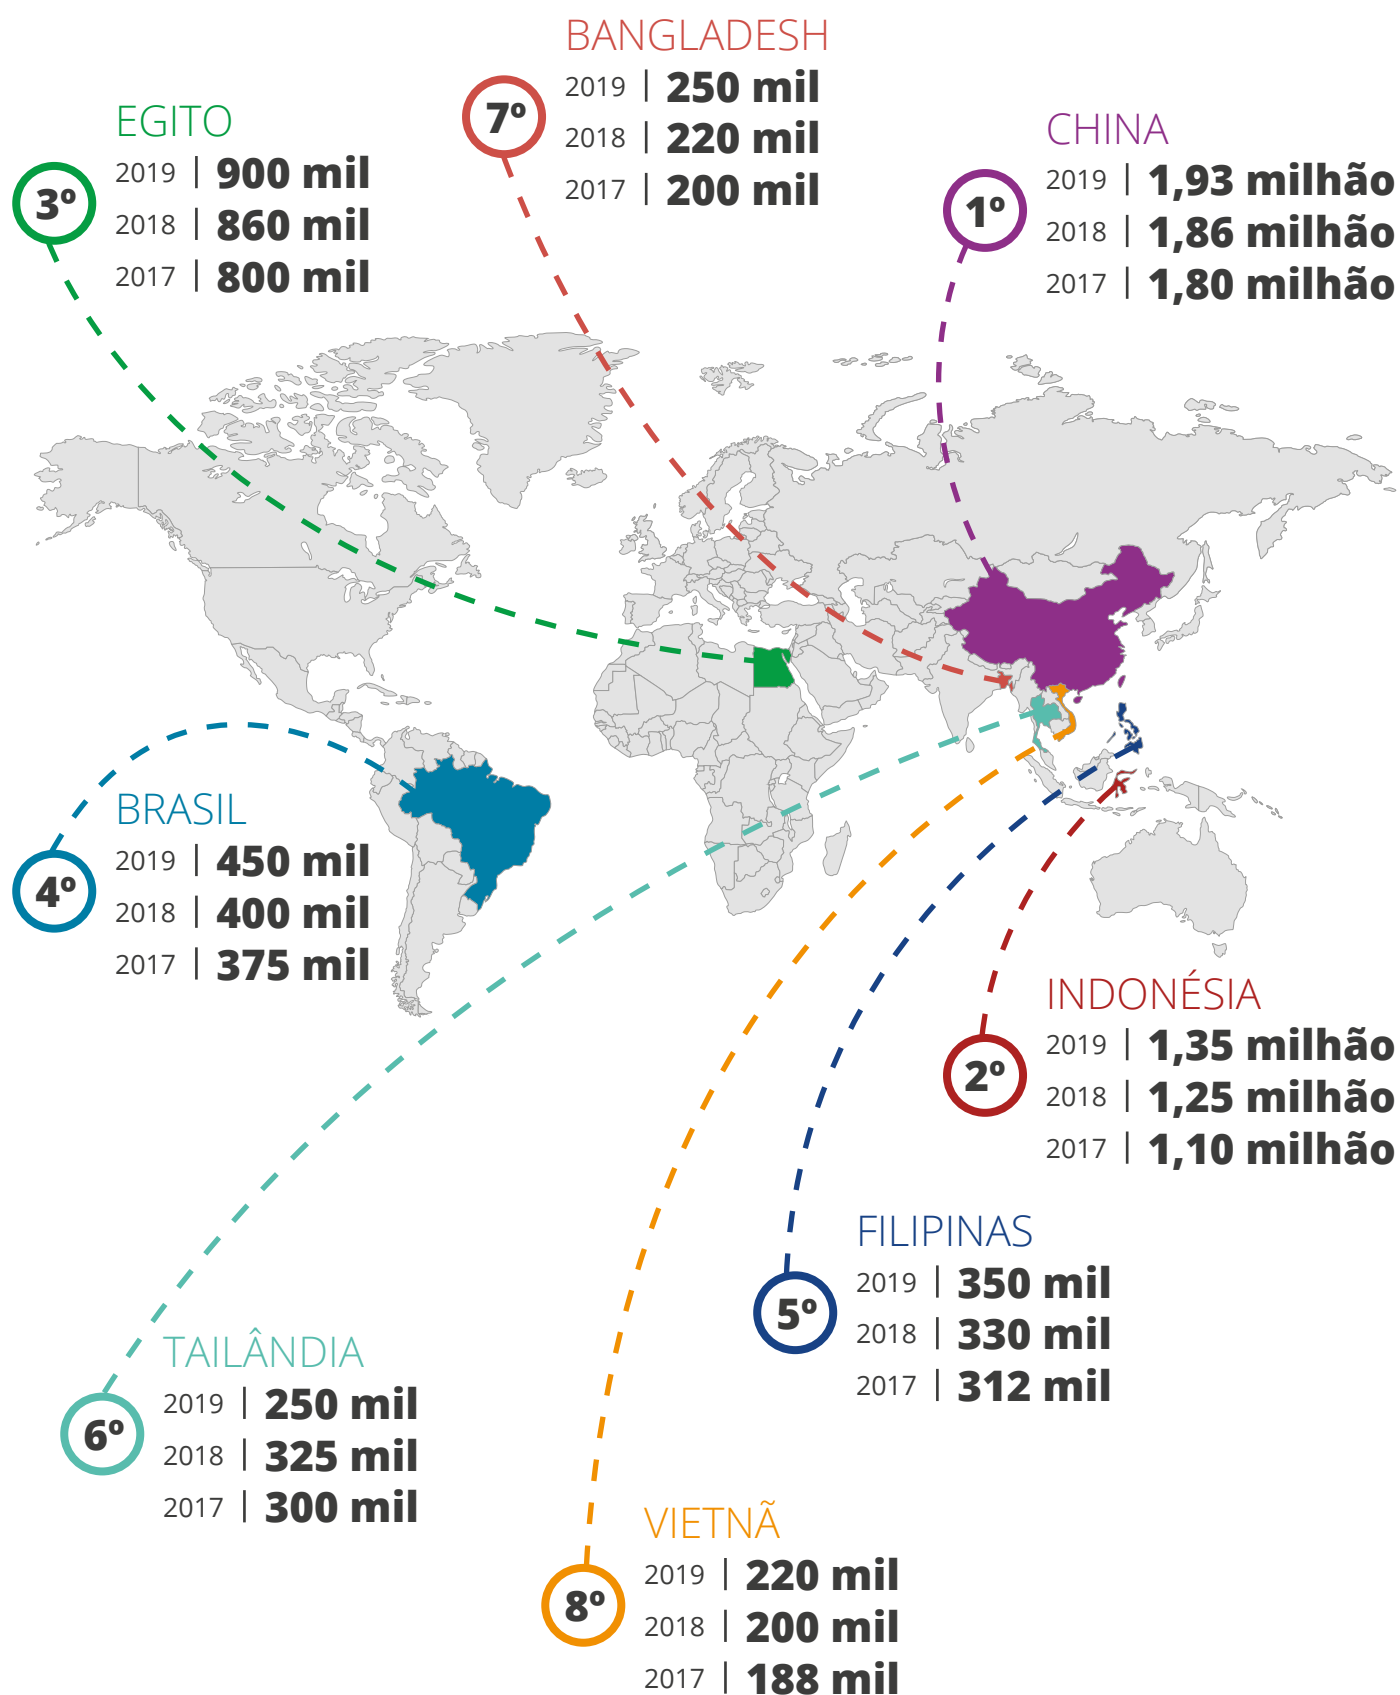 BANGLADESH
7º
2019 | 250 mil
2018 | 220 mil
2017 | 200 mil
EGITO
3º
2019 | 900 mil
2018 | 860 mil
2017 | 800 mil
CHINA
1º
2019 | 1,93 milhão
2018 | 1,86 milhão
2017 | 1,80 milhão
BRASIL
4º
2019 | 450 mil
2018 | 400 mil
2017 | 375 mil
INDONÉSIA
2º
2019 | 1,35 milhão
2018 | 1,25 milhão
2017 | 1,10 milhão
FILIPINAS
5º
2019 | 350 mil
2018 | 330 mil
2017 | 312 mil
TAILÂNDIA
6º
2019 | 250 mil
2018 | 325 mil
2017 | 300 mil
VIETNÃ
8º
2019 | 220 mil
2018 | 200 mil
2017 | 188 mil